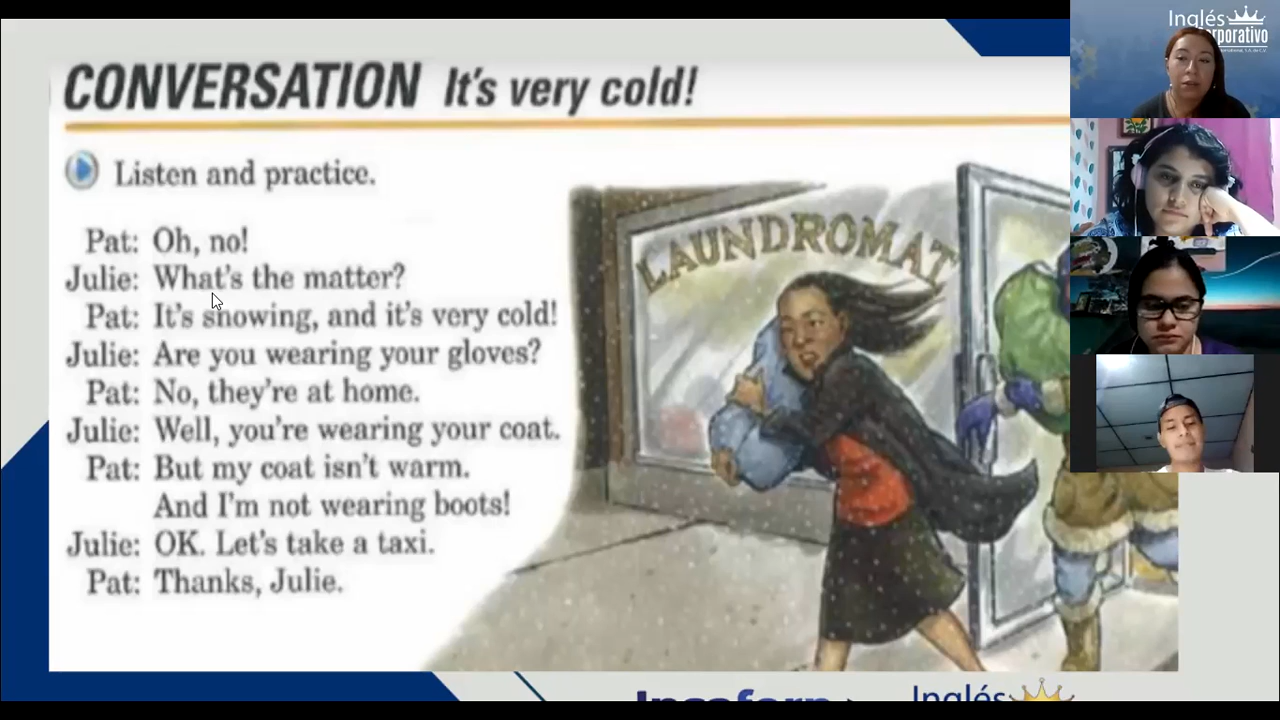 CONVERSATION It's very cold!
Listen and practice.
Pat: Oh, no!
Julie: What's the matter?
Pat: It's snowing, and it's very cold!
Julie: Are you wearing your gloves?
Pat: No, they're at home.
Julie: Well, you're wearing your coat.
Pat: But my coat isn't warm.
And I'm not wearing boots!
Julie: OK. Let's take a taxi.
Pat: Thanks, Julie.
LAUNDROMAT
Inglés
Inglés